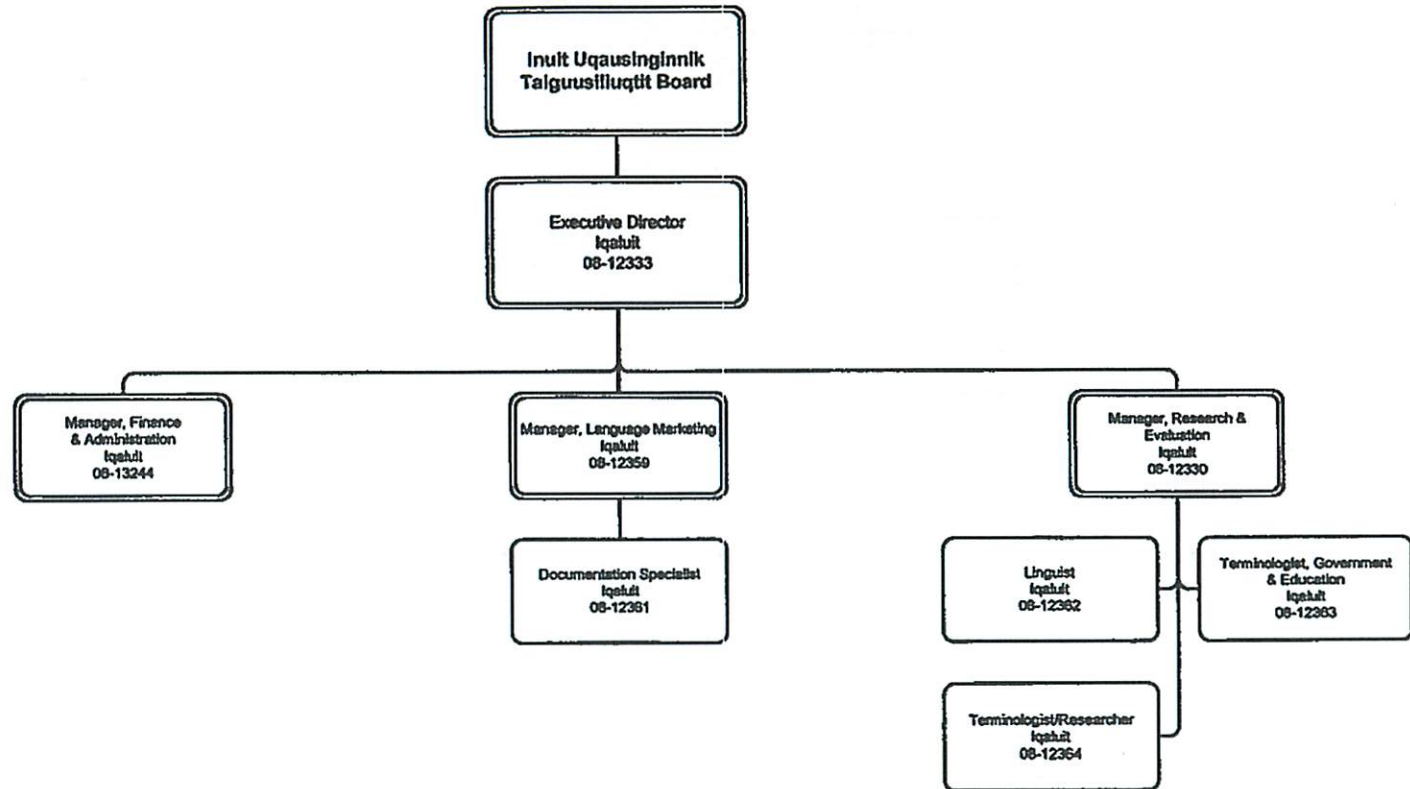 Inuit Uqausinginnik
Taiguusiliuqtit Board
Executive Director
Iqaluit
08-12333
Manager, Finance
& Administration
Iqaluit
08-13244
Manager, Language Marketing
Iqaluit
08-12359
Manager, Research &
Evaluation
Iqaluit
08-12330
Documentation Specialist
Iqaluit
08-12361
Linguist
Iqaluit
08-12362
Terminologist, Government
& Education
Iqaluit
08-12363
Terminologist/Researcher
Iqaluit
08-12364